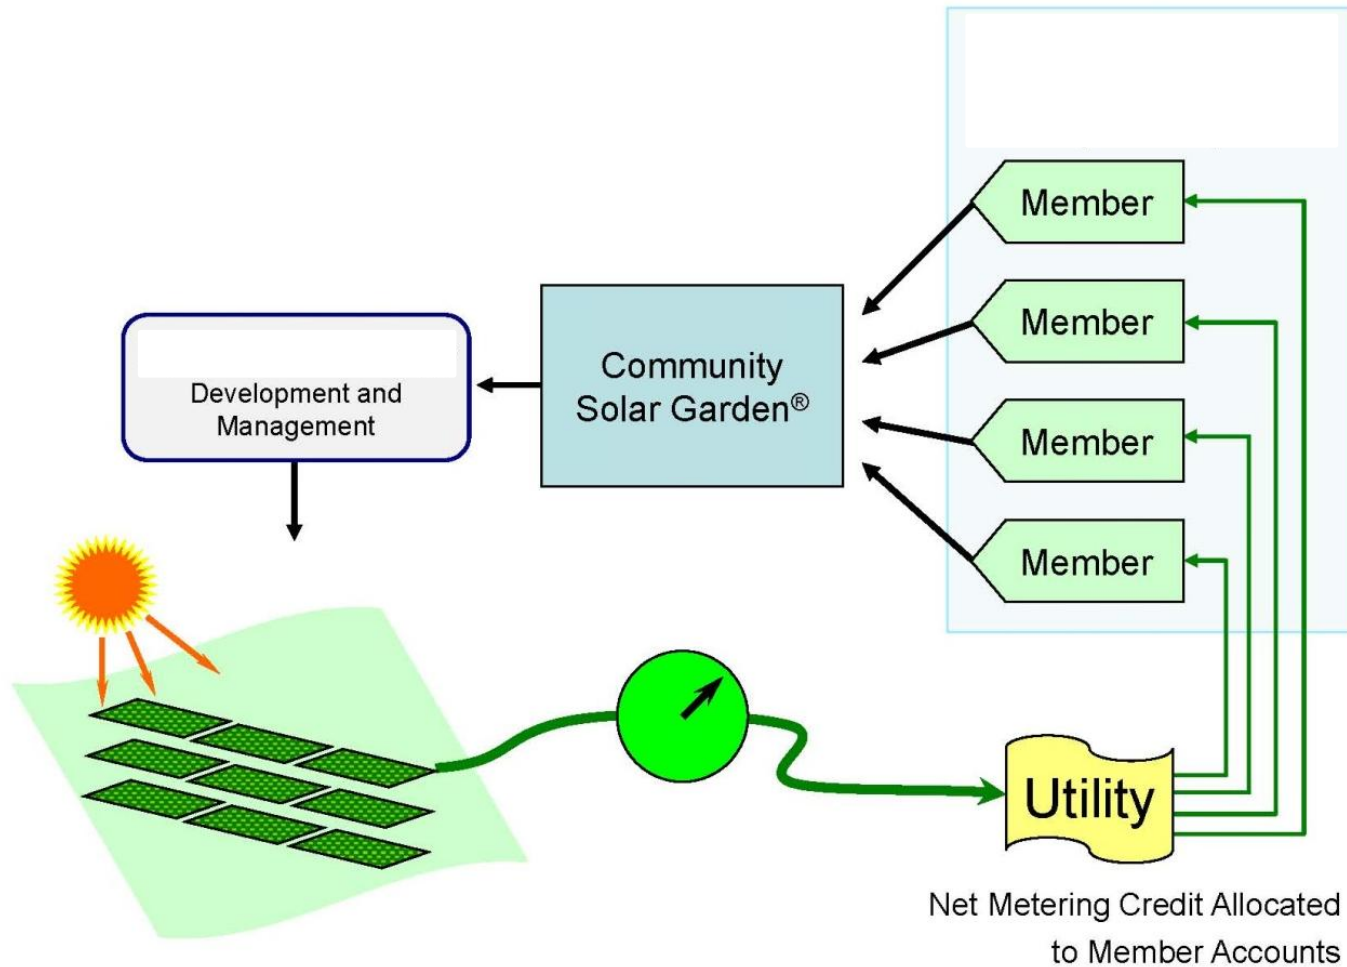 Member
Member
Member
Member
Community
Solar Garden®
Development and
Management
Utility
Net Metering Credit Allocated
to Member Accounts